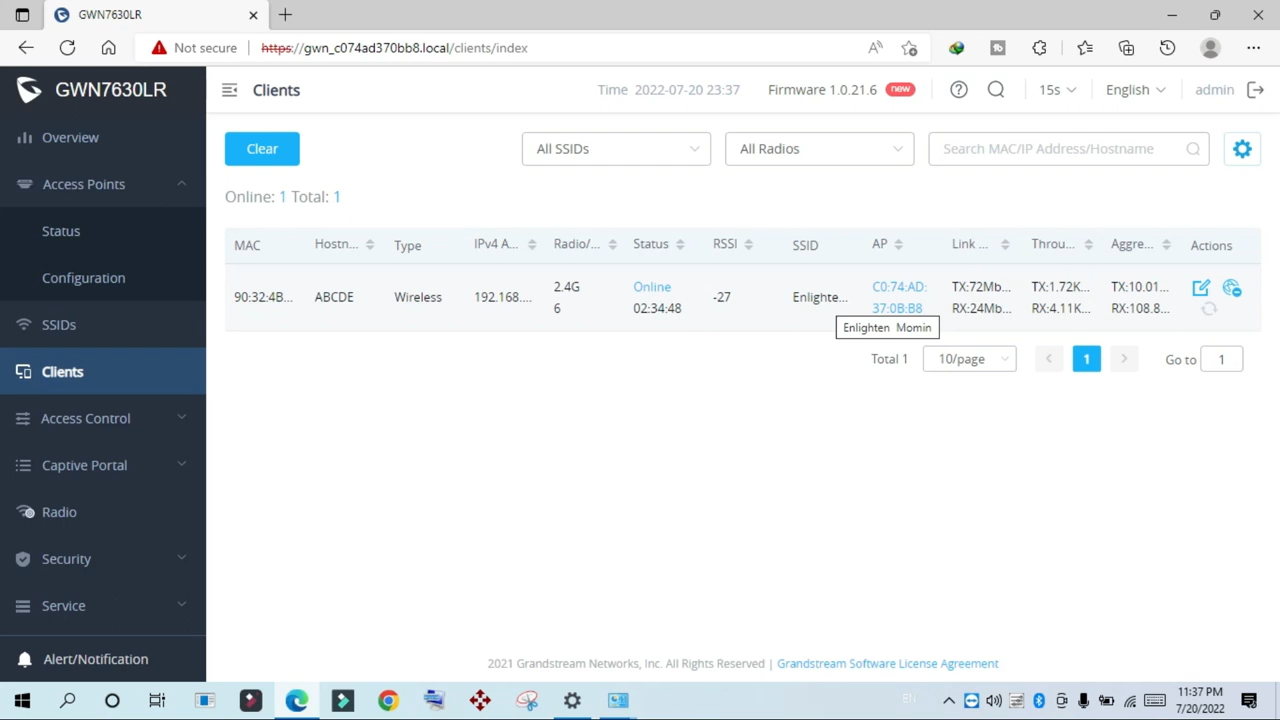 GWN7630LR
Not secure https://gwn_c074ad370bb8.local/clients/index
GWN7630LR
Clients
Time 2022-07-20 23:37
Firmware 1.0.21.6 new
15s
English
admin
Overview
Access Points
Status
Configuration
SSIDs
Clients
Access Control
Captive Portal
Radio
Security
Service
Alert/Notification
Clear
All SSIDs
All Radios
Search MAC/IP Address/Hostname
Online: 1 Total: 1
MAC Hostn... Type IPv4 A... Radio/... Status RSSI SSID AP Link ... Throu... Aggre... Actions
90:32:4B... ABCDE Wireless 192.168.... 2.4G Online -27 Enlighte... C0:74:AD: TX:72Mb... TX:1.72K... TX:10.01...
6 02:34:48 37:0B:B8 RX:24Mb... RX:4.11K... RX:108.8...
Enlighten Momin
Total 1 10/page 1 Go to 1
2021 Grandstream Networks, Inc. All Rights Reserved | Grandstream Software License Agreement
11:37 PM
7/20/2022